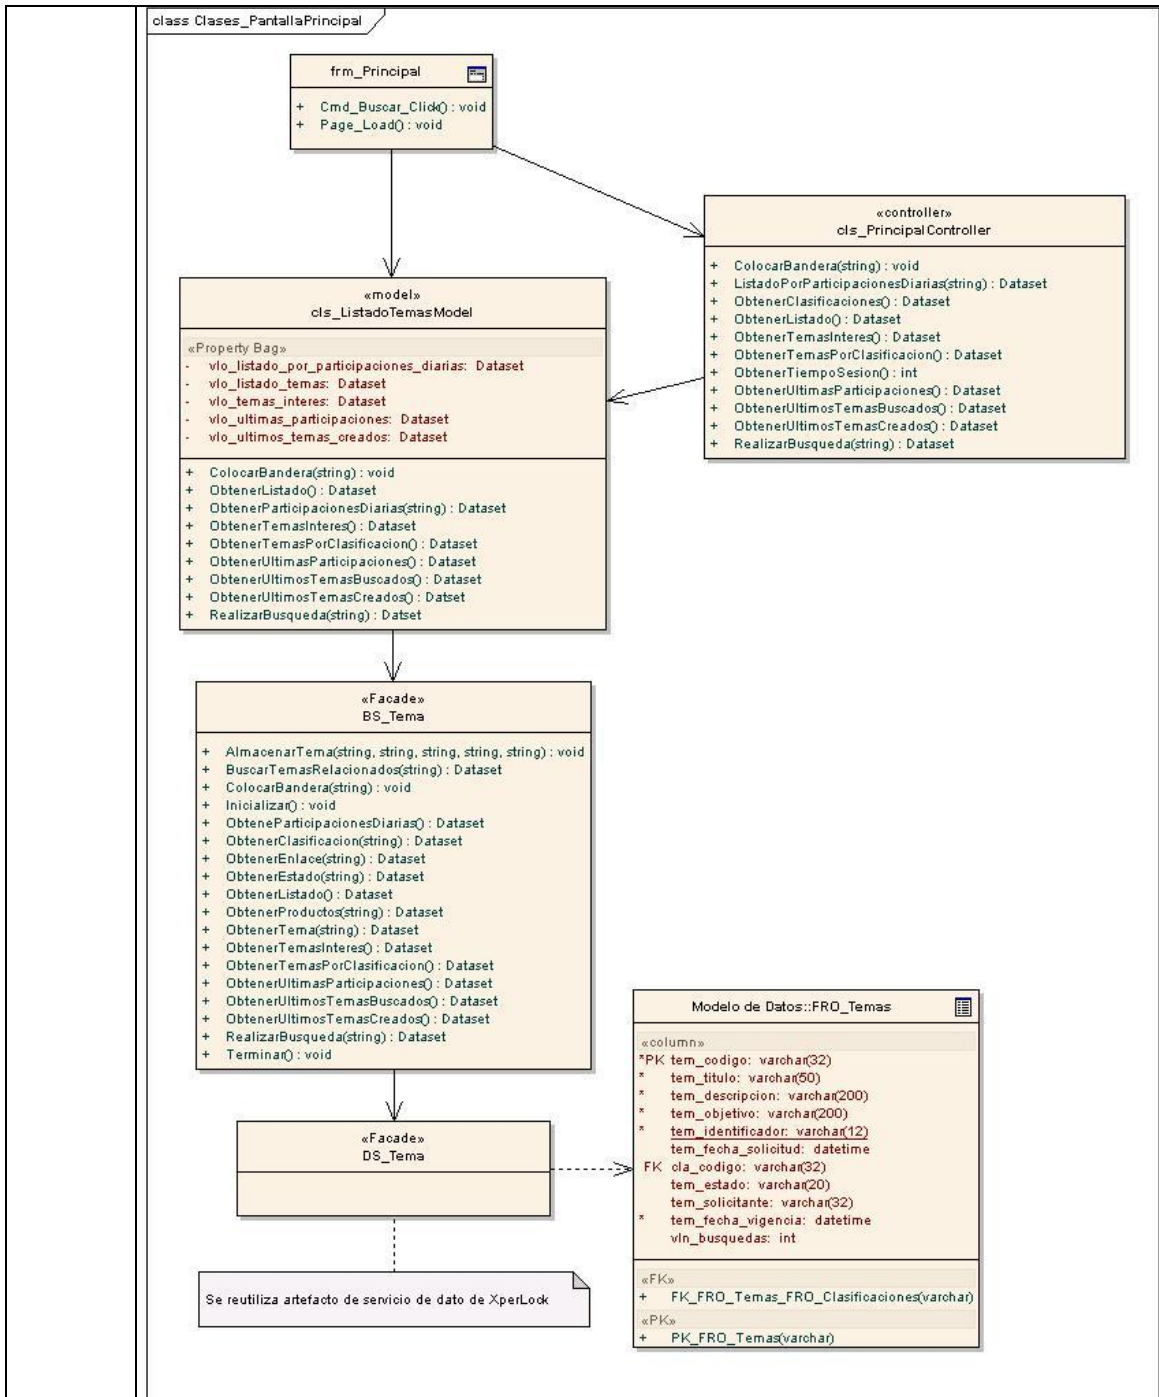 class Clases_PantallaPrincipal
frm_Principal
+ Cmd_Buscar_Click() : void
+ Page_Load() : void
«controller»
cls_PrincipalController
+ ColocarBandera(string) : void
+ ListadoPorParticipacionesDiarias(string) : Dataset
+ ObtenerClasificaciones() : Dataset
+ ObtenerListado() : Dataset
+ ObtenerTemasInteres() : Dataset
+ ObtenerTemasPorClasificacion() : Dataset
+ ObtenerTiempoSesion() : int
+ ObtenerUltimasParticipaciones() : Dataset
+ ObtenerUltimosTemasBuscados() : Dataset
+ ObtenerUltimosTemasCreados() : Dataset
+ RealizarBusqueda(string) : Dataset
«model»
cls_ListadoTemasModel
«Property Bag»
- vlo_listado_por_participaciones_diarias: Dataset
- vlo_listado_temas: Dataset
- vlo_temas_interes: Dataset
- vlo_ultimas_participaciones: Dataset
- vlo_ultimos_temas_creados: Dataset
+ ColocarBandera(string) : void
+ ObtenerListado() : Dataset
+ ObtenerParticipacionesDiarias(string) : Dataset
+ ObtenerTemasInteres() : Dataset
+ ObtenerTemasPorClasificacion() : Dataset
+ ObtenerUltimasParticipaciones() : Dataset
+ ObtenerUltimosTemasBuscados() : Dataset
+ ObtenerUltimosTemasCreados() : Datset
+ RealizarBusqueda(string) : Datset
«Facade»
BS_Tema
+ AlmacenarTema(string, string, string, string, string) : void
+ BuscarTemasRelacionados(string) : Dataset
+ ColocarBandera(string) : void
+ Inicializar() : void
+ ObteneParticipacionesDiarias() : Dataset
+ ObtenerClasificacion(string) : Dataset
+ ObtenerEnlace(string) : Dataset
+ ObtenerEstado(string) : Dataset
+ ObtenerListado() : Dataset
+ ObtenerProductos(string) : Dataset
+ ObtenerTema(string) : Dataset
+ ObtenerTemasInteres() : Dataset
+ ObtenerTemasPorClasificacion() : Dataset
+ ObtenerUltimasParticipaciones() : Dataset
+ ObtenerUltimosTemasBuscados() : Dataset
+ ObtenerUltimosTemasCreados() : Dataset
+ RealizarBusqueda(string) : Dataset
+ Terminar() : void
«Facade»
DS_Tema
Se reutiliza artefacto de servicio de dato de XperLock
Modelo de Datos::FRO_Temas
«column»
*PK tem_codigo: varchar(32)
* tem_titulo: varchar(50)
* tem_descripcion: varchar(200)
* tem_objetivo: varchar(200)
* tem_identificador: varchar(12)
tem_fecha_solicitud: datetime
FK cla_codigo: varchar(32)
tem_estado: varchar(20)
tem_solicitante: varchar(32)
* tem_fecha_vigencia: datetime
vln_busquedas: int
«FK»
+ FK_FRO_Temas_FRO_Clasificaciones(varchar)
«PK»
+ PK_FRO_Temas(varchar)